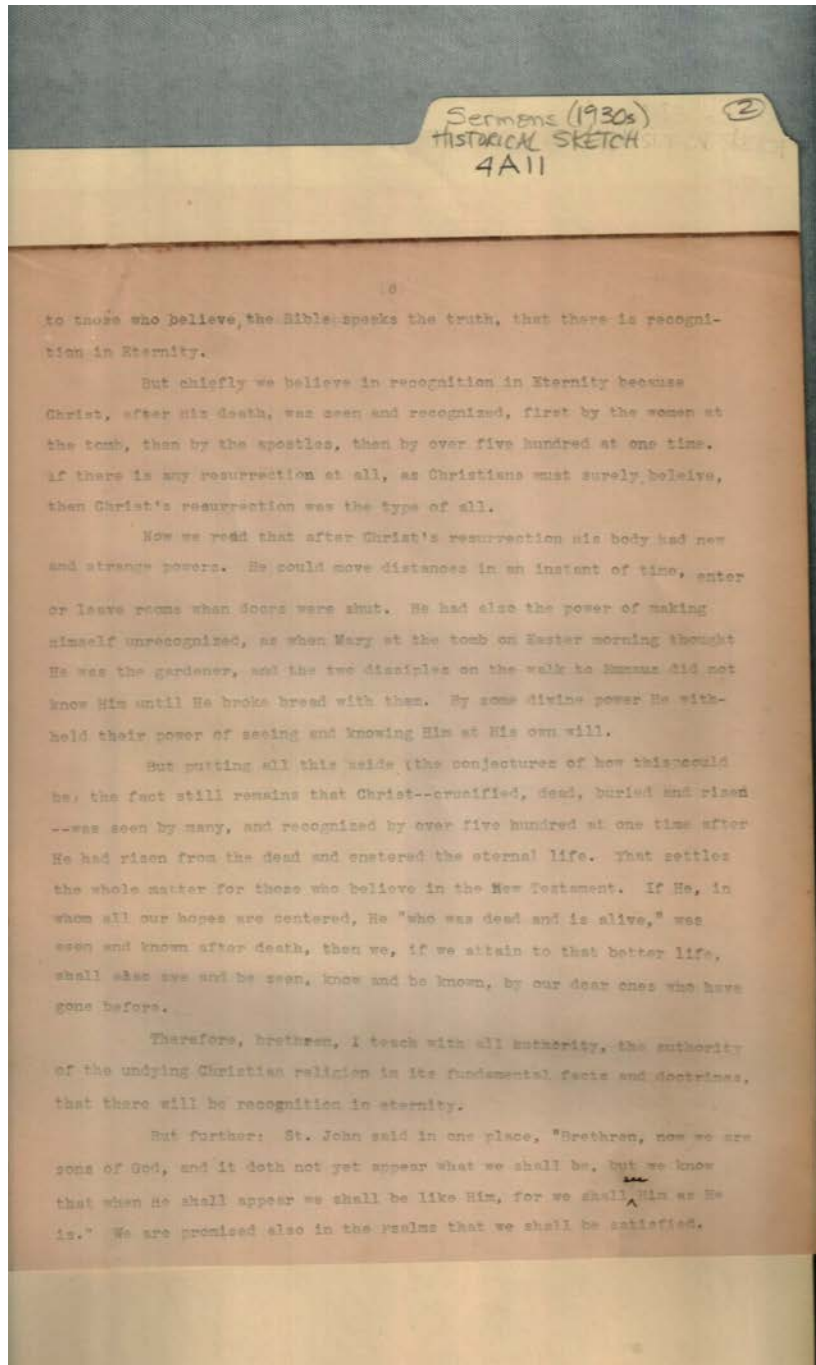 Sermons (1930s) ②
HISTORICAL SKETCH
4A11
6
to those who believe, the Bible speaks the truth, that there is recogni-
tion in Eternity.
But chiefly we believe in recognition in Eternity because
Christ, after His death, was seen and recognized, first by the women at
the tomb, then by the apostles, then by over five hundred at one time.
If there is any resurrection at all, as Christians must surely beleive,
then Christ's resurrection was the type of all.
Now we read that after Christ's resurrection His body had new
and strange powers. He could move distances in an instant of time, enter
or leave rooms when doors were shut. He had also the power of making
Himself unrecognized, as when Mary at the tomb on Easter morning thought
He was the gardener, and the two disciples on the walk to Emmaus did not
know Him until He broke bread with them. By some divine power He with-
held their power of seeing and knowing Him at His own will.
But putting all this aside (the conjectures of how this could
be) the fact still remains that Christ--crucified, dead, buried and risen
--was seen by many, and recognized by over five hundred at one time after
He had risen from the dead and enetered the eternal life. That settles
the whole matter for those who believe in the New Testament. If He, in
whom all our hopes are centered, He "who was dead and is alive," was
seen and known after death, then we, if we attain to that better life,
shall also see and be seen, know and be known, by our dear ones who have
gone before.
Therefore, brethren, I teach with all authority, the authority
of the undying Christian religion in its fundamental facts and doctrines,
that there will be recognition in eternity.
But further: St. John said in one place, "Brethren, now we are
sons of God, and it doth not yet appear what we shall be, but we know
that when He shall appear we shall be like Him, for we shall see Him as He
is." We are promised also in the Psalms that we shall be satisfied.